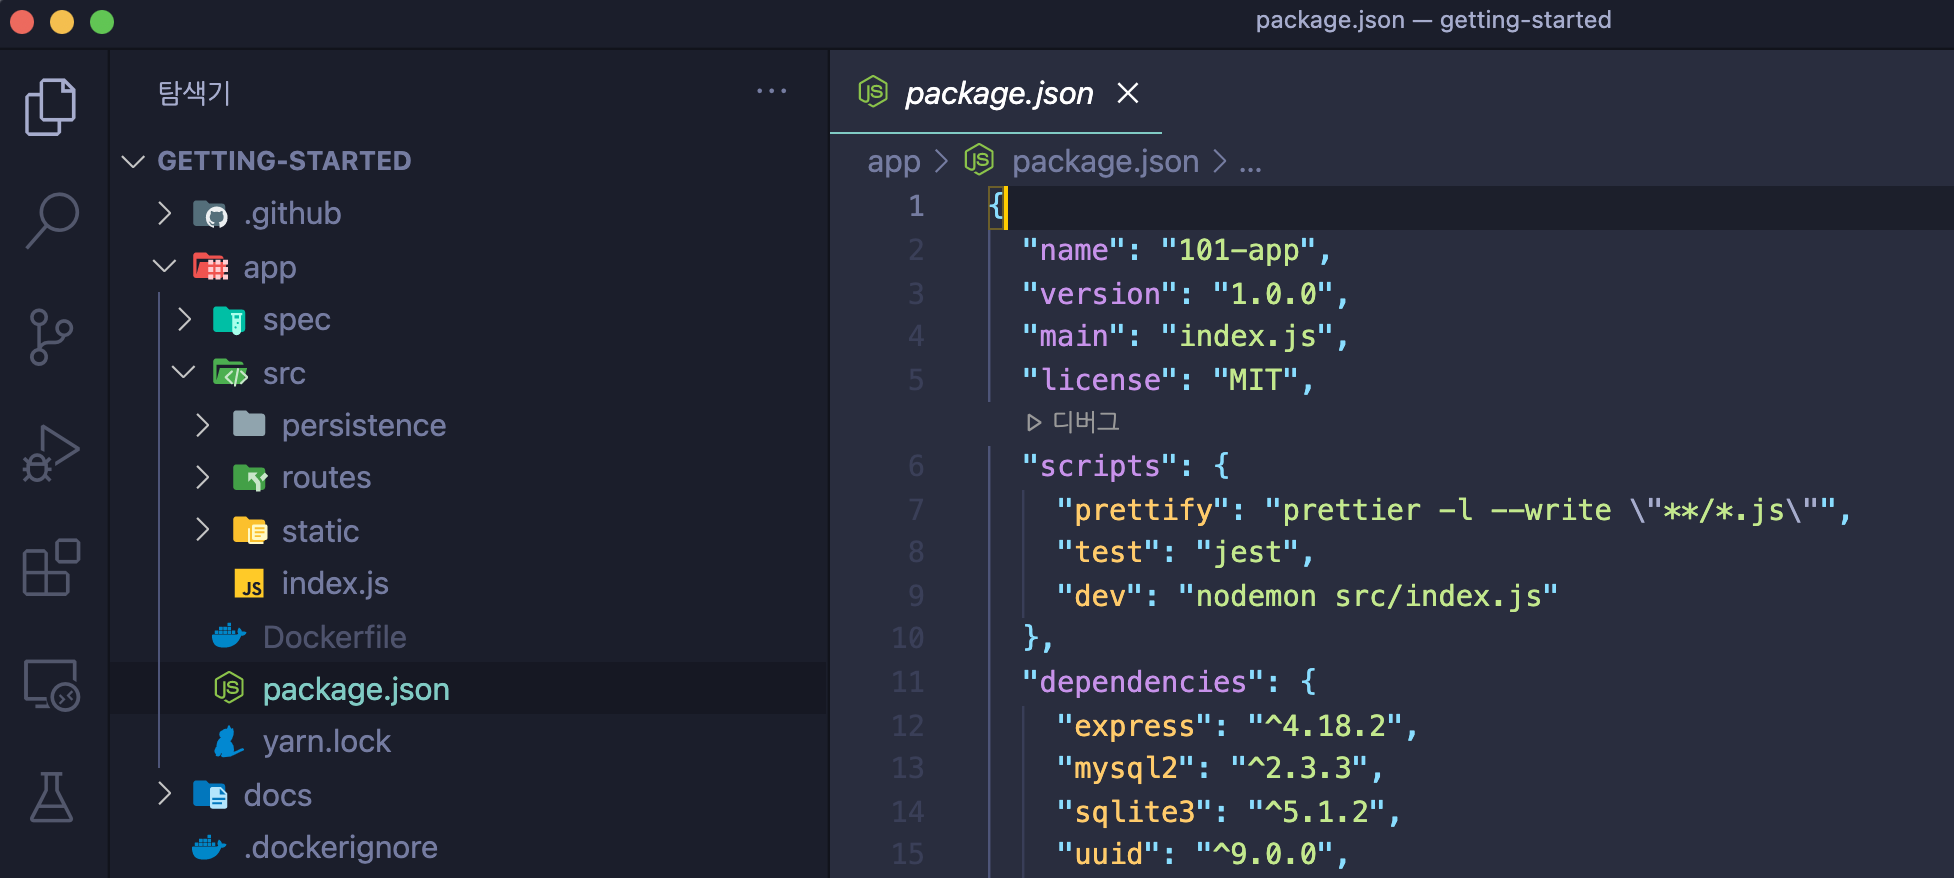 package.json — getting-started
탐색기
GETTING-STARTED
.github
app
spec
src
persistence
routes
static
index.js
Dockerfile
package.json
yarn.lock
docs
.dockerignore
package.json
app > package.json > ...
1 {
2 "name": "101-app",
3 "version": "1.0.0",
4 "main": "index.js",
5 "license": "MIT",
디버그
6 "scripts": {
7 "prettify": "prettier -l --write \"**/*.js\"",
8 "test": "jest",
9 "dev": "nodemon src/index.js"
10 },
11 "dependencies": {
12 "express": "^4.18.2",
13 "mysql2": "^2.3.3",
14 "sqlite3": "^5.1.2",
15 "uuid": "^9.0.0",